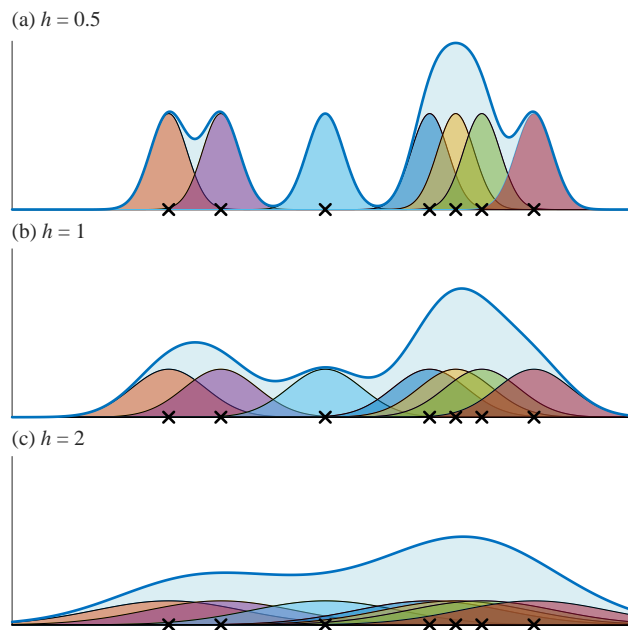 (a) h = 0.5
(b) h = 1
(c) h = 2